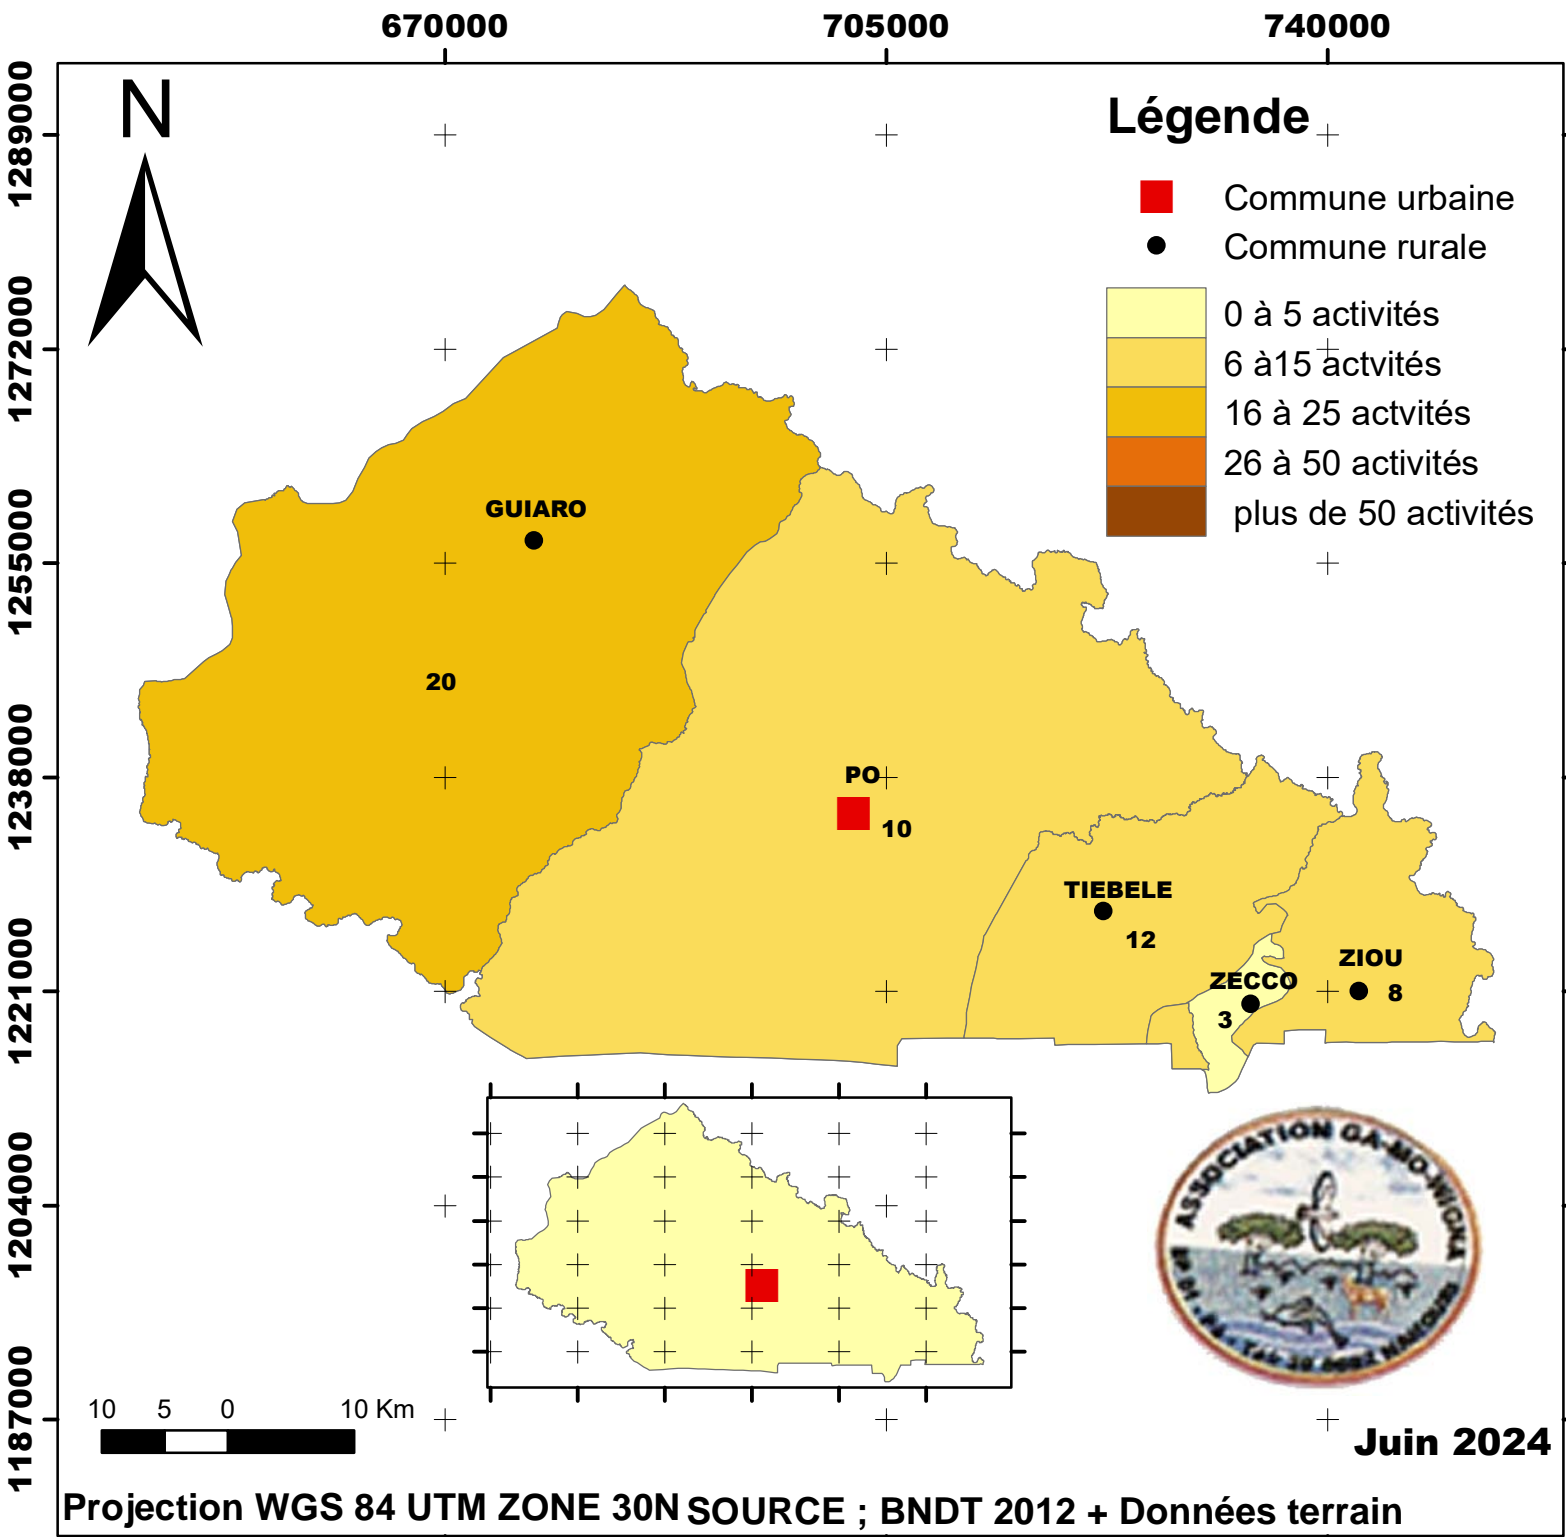 670000 705000 740000
1289000
1272000
1255000
1238000
1221000
1204000
1187000
N
Légende
Commune urbaine
Commune rurale
0 à 5 activités
6 à15 actvités
16 à 25 actvités
26 à 50 activités
plus de 50 activités
GUIARO
20
PO
10
TIEBELE
12
ZECCO
3
ZIOU
8
ASSOCIATION GA-MO-WIGNA
10 5 0 10 Km
Juin 2024
Projection WGS 84 UTM ZONE 30N SOURCE ; BNDT 2012 + Données terrain